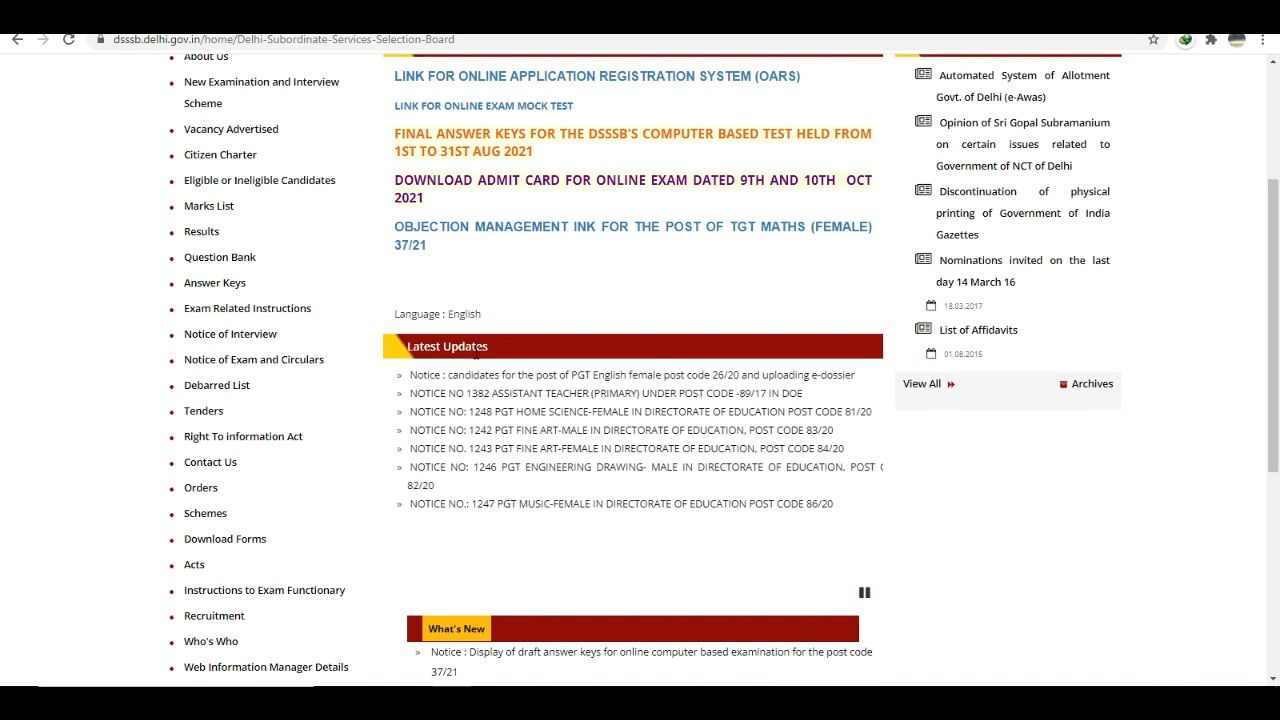 dsssb.delhi.gov.in/home/Delhi-Subordinate-Services-Selection-Board
About Us
New Examination and Interview
Scheme
Vacancy Advertised
Citizen Charter
Eligible or Ineligible Candidates
Marks List
Results
Question Bank
Answer Keys
Exam Related Instructions
Notice of Interview
Notice of Exam and Circulars
Debarred List
Tenders
Right To information Act
Contact Us
Orders
Schemes
Download Forms
Acts
Instructions to Exam Functionary
Recruitment
Who's Who
Web Information Manager Details
LINK FOR ONLINE APPLICATION REGISTRATION SYSTEM (OARS)
LINK FOR ONLINE EXAM MOCK TEST
FINAL ANSWER KEYS FOR THE DSSSB'S COMPUTER BASED TEST HELD FROM
1ST TO 31ST AUG 2021
DOWNLOAD ADMIT CARD FOR ONLINE EXAM DATED 9TH AND 10TH OCT
2021
OBJECTION MANAGEMENT INK FOR THE POST OF TGT MATHS (FEMALE)
37/21
Language : English
Latest Updates
» Notice : candidates for the post of PGT English female post code 26/20 and uploading e-dossier
» NOTICE NO 1382 ASSISTANT TEACHER (PRIMARY) UNDER POST CODE -89/17 IN DOE
» NOTICE NO: 1248 PGT HOME SCIENCE-FEMALE IN DIRECTORATE OF EDUCATION POST CODE 81/20
» NOTICE NO: 1242 PGT FINE ART-MALE IN DIRECTORATE OF EDUCATION, POST CODE 83/20
» NOTICE NO. 1243 PGT FINE ART-FEMALE IN DIRECTORATE OF EDUCATION, POST CODE 84/20
» NOTICE NO: 1246 PGT ENGINEERING DRAWING- MALE IN DIRECTORATE OF EDUCATION, POST
82/20
» NOTICE NO.: 1247 PGT MUSIC-FEMALE IN DIRECTORATE OF EDUCATION POST CODE 86/20
What's New
» Notice : Display of draft answer keys for online computer based examination for the post code
37/21
Automated System of Allotment
Govt. of Delhi (e-Awas)
Opinion of Sri Gopal Subramanium
on certain issues related to
Government of NCT of Delhi
Discontinuation of physical
printing of Government of India
Gazettes
Nominations invited on the last
day 14 March 16
18.03.2017
List of Affidavits
01.08.2015
View All
Archives